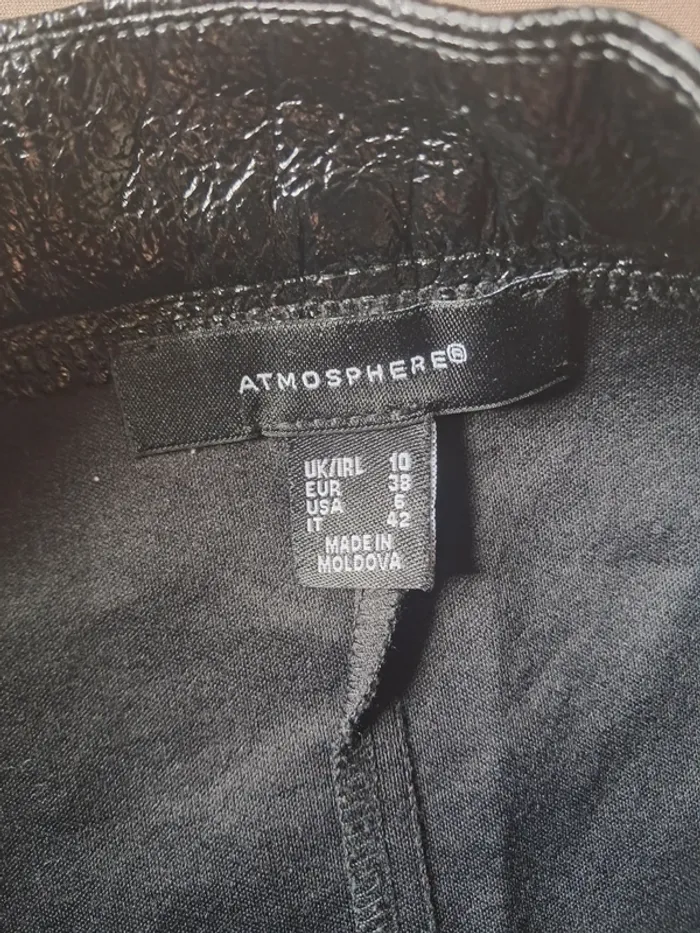 ATMOSPHERE®
UK/IRL 10
EUR 38
USA 6
IT 42
MADE IN
MOLDOVA